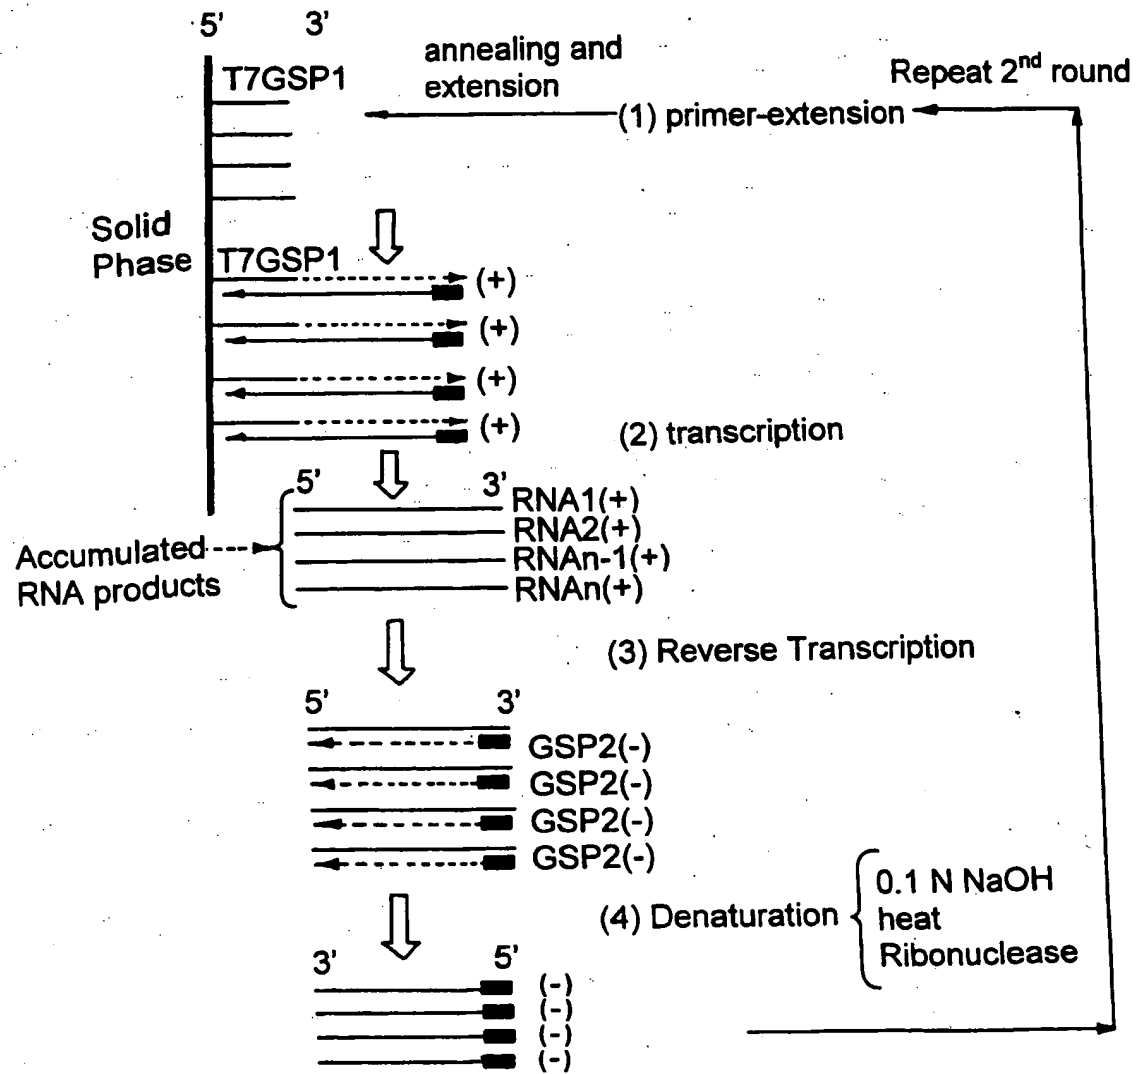 5' 3'
annealing and
extension
Repeat 2nd round
T7GSP1
(1) primer-extension
Solid
Phase
T7GSP1
(+)
(+)
(+)
(+)
(2) transcription
5' 3'
RNA1(+)
RNA2(+)
RNAn-1(+)
RNAn(+)
Accumulated
RNA products
(3) Reverse Transcription
5' 3'
GSP2(-)
GSP2(-)
GSP2(-)
GSP2(-)
(4) Denaturation
0.1 N NaOH
heat
Ribonuclease
3' 5'
(-)
(-)
(-)
(-)